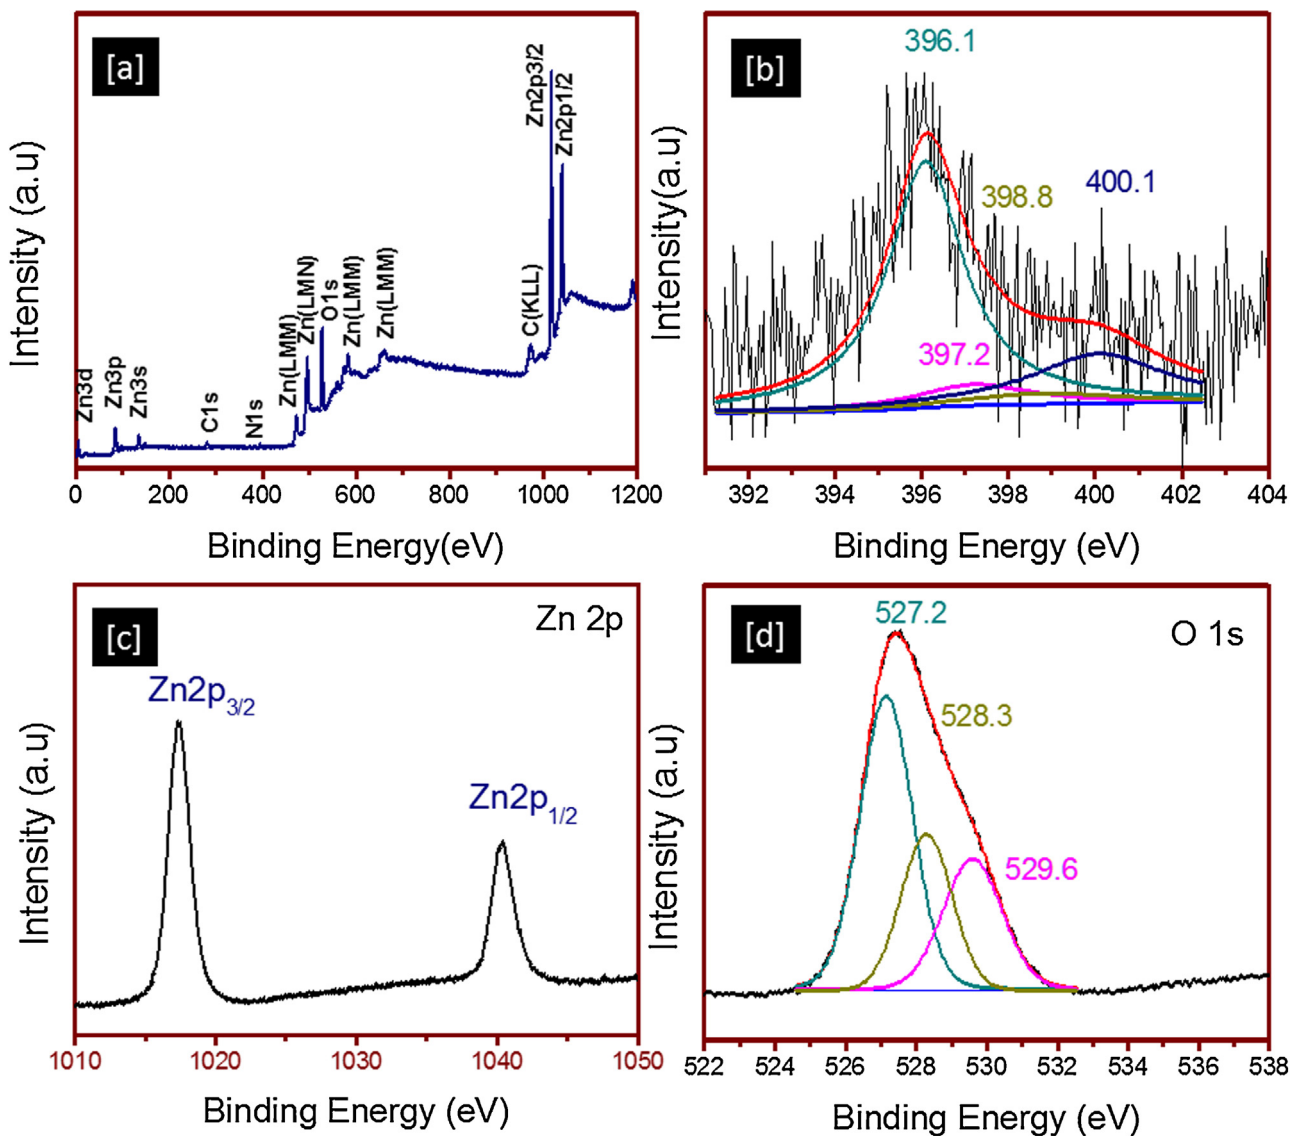 [a]
Intensity (a.u)
Zn3d
Zn3p
Zn3s
C1s
N1s
Zn(LMM)
Zn(LMN)
O1s
Zn(LMM)
Zn(LMM)
C(KLL)
Zn2p3/2
Zn2p1/2
0 200 400 600 800 1000 1200
Binding Energy(eV)
[b]
Intensity(a.u)
396.1
398.8
400.1
397.2
392 394 396 398 400 402 404
Binding Energy (eV)
[c]
Zn 2p
Intensity (a.u)
Zn2p3/2
Zn2p1/2
1010 1020 1030 1040 1050
Binding Energy (eV)
[d]
O 1s
Intensity (a.u)
527.2
528.3
529.6
522 524 526 528 530 532 534 536 538
Binding Energy (eV)